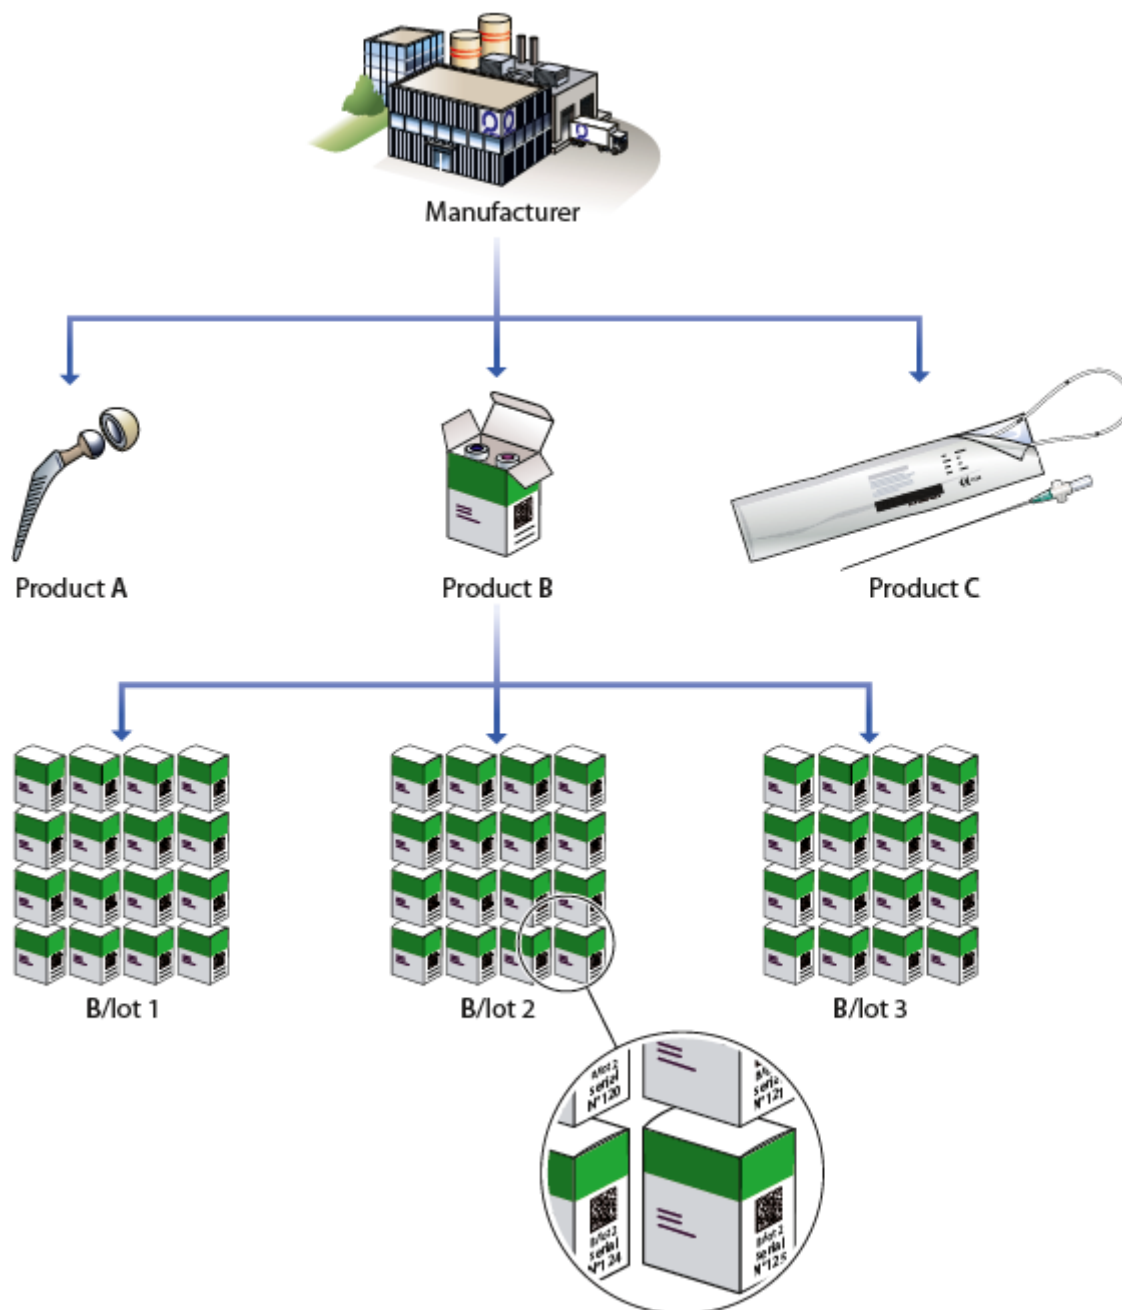 Manufacturer
Product A
Product B
Product C
B/lot 1
B/lot 2
B/lot 3
B/lot 2
serial
N°120
N°121
B/lot 2
serial
N°124
B/lot 2
serial
N°125